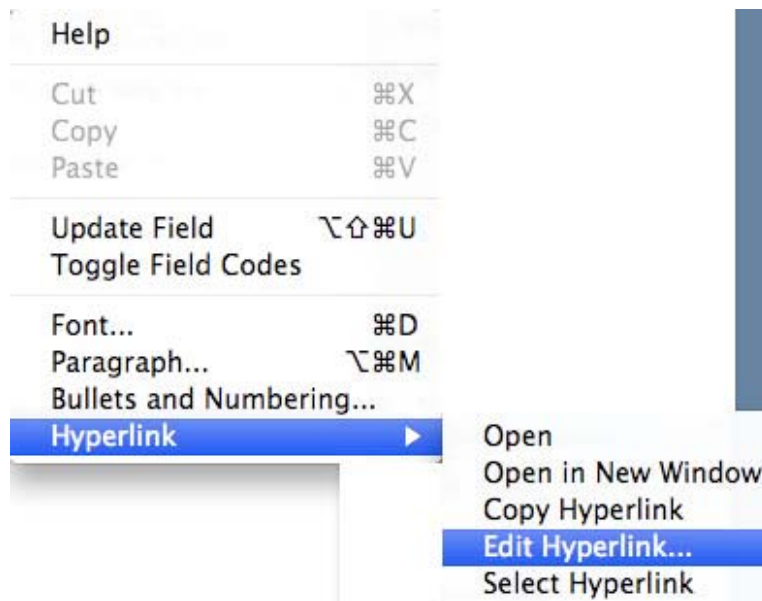 Help
Cut ⌘X
Copy ⌘C
Paste ⌘V
Update Field ⌥⇧⌘U
Toggle Field Codes
Font... ⌘D
Paragraph... ⌥⌘M
Bullets and Numbering...
Hyperlink ▶
Open
Open in New Window
Copy Hyperlink
Edit Hyperlink...
Select Hyperlink